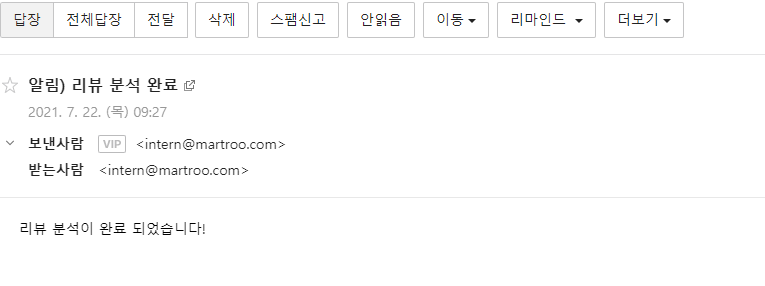 답장 전체답장 전달 삭제 스팸신고 안읽음 이동 리마인드 더보기
알림) 리뷰 분석 완료
2021. 7. 22. (목) 09:27
보낸사람 VIP <intern@martroo.com>
받는사람 <intern@martroo.com>
리뷰 분석이 완료 되었습니다!